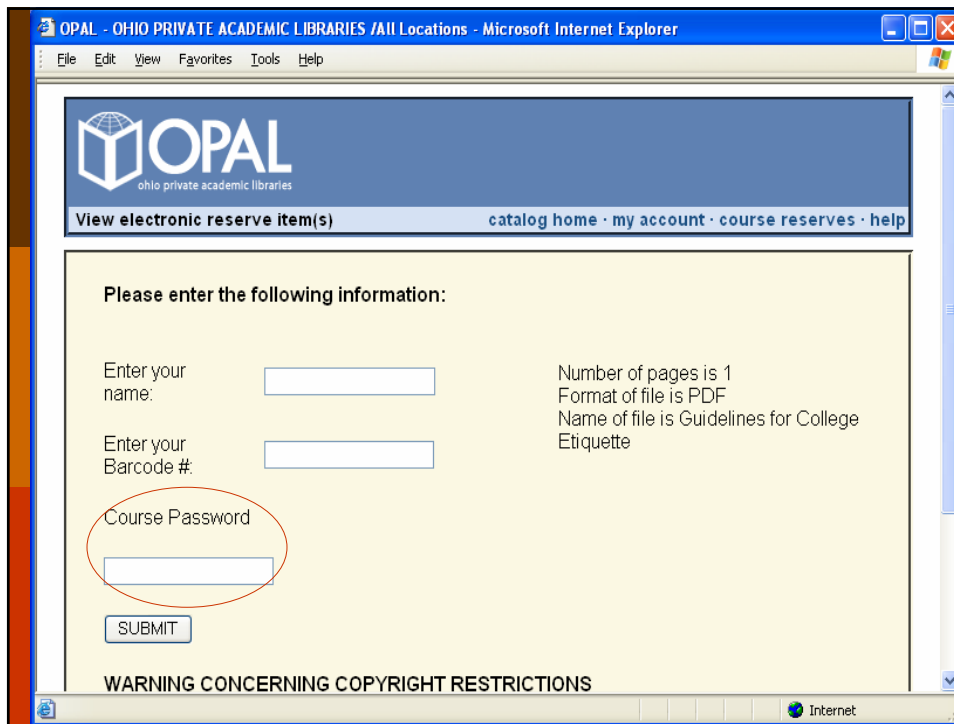 OPAL - OHIO PRIVATE ACADEMIC LIBRARIES /All Locations - Microsoft Internet Explorer
File Edit View Favorites Tools Help
OPAL
ohio private academic libraries
View electronic reserve item(s) catalog home · my account · course reserves · help
Please enter the following information:
Enter your
name:
Number of pages is 1
Format of file is PDF
Name of file is Guidelines for College
Etiquette
Enter your
Barcode #:
Course Password
SUBMIT
WARNING CONCERNING COPYRIGHT RESTRICTIONS
Internet